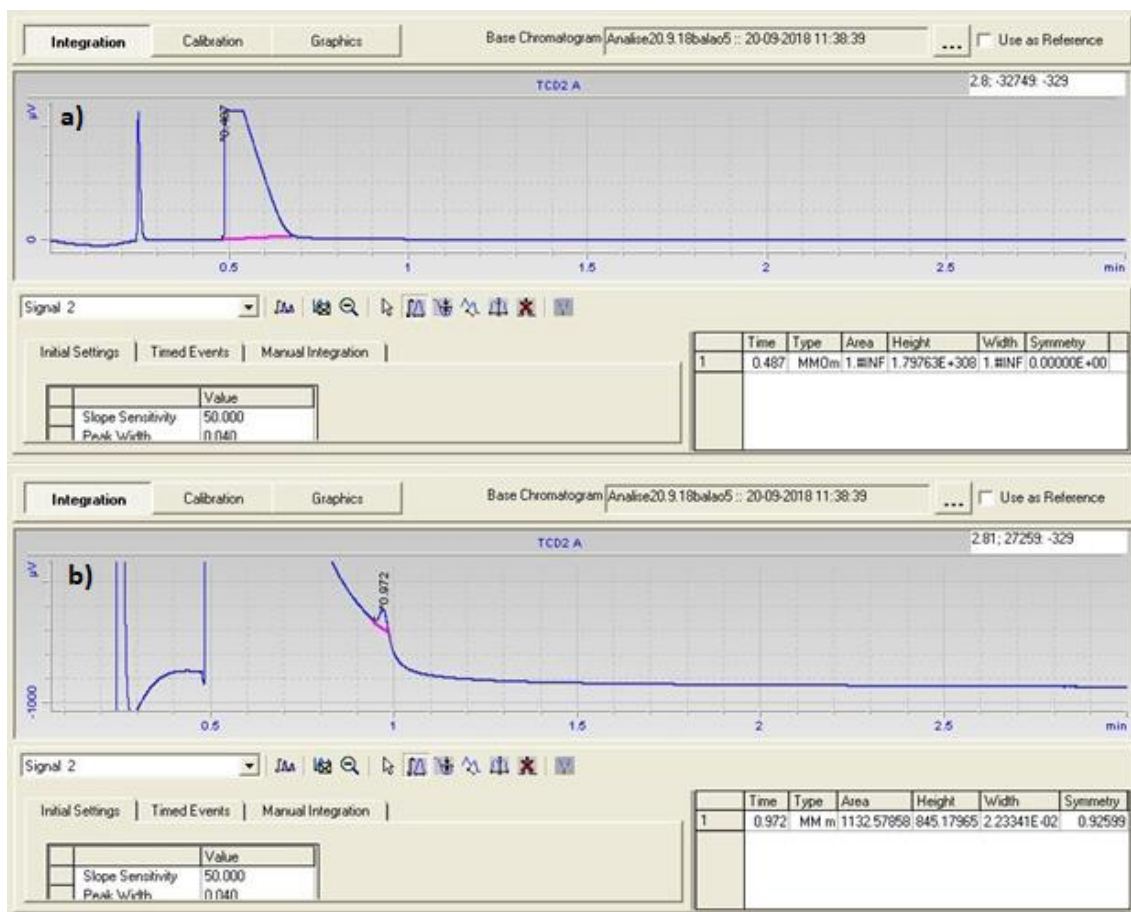 Integration Calibration Graphics Base Chromatogram Analise20.9.18balao5 :: 20-09-2018 11:38:39 ... Use as Reference
TCD2 A 2.8; -32749: -329
µV
a)
0.487
0
0.5 1 1.5 2 2.5 min
Signal 2
Initial Settings Timed Events Manual Integration
Time Type Area Height Width Symmetry
1 0.487 MM0m 1.#INF 1.79763E+308 1.#INF 0.00000E+00
Value
Slope Sensitivity 50.000
Peak Width 0.040
Integration Calibration Graphics Base Chromatogram Analise20.9.18balao5 :: 20-09-2018 11:38:39 ... Use as Reference
TCD2 A 2.81; 27259: -329
µV
b)
0.972
-1000
0.5 1 1.5 2 2.5 min
Signal 2
Initial Settings Timed Events Manual Integration
Time Type Area Height Width Symmetry
1 0.972 MM m 1132.57858 845.17965 2.23341E-02 0.92599
Value
Slope Sensitivity 50.000
Peak Width 0.040